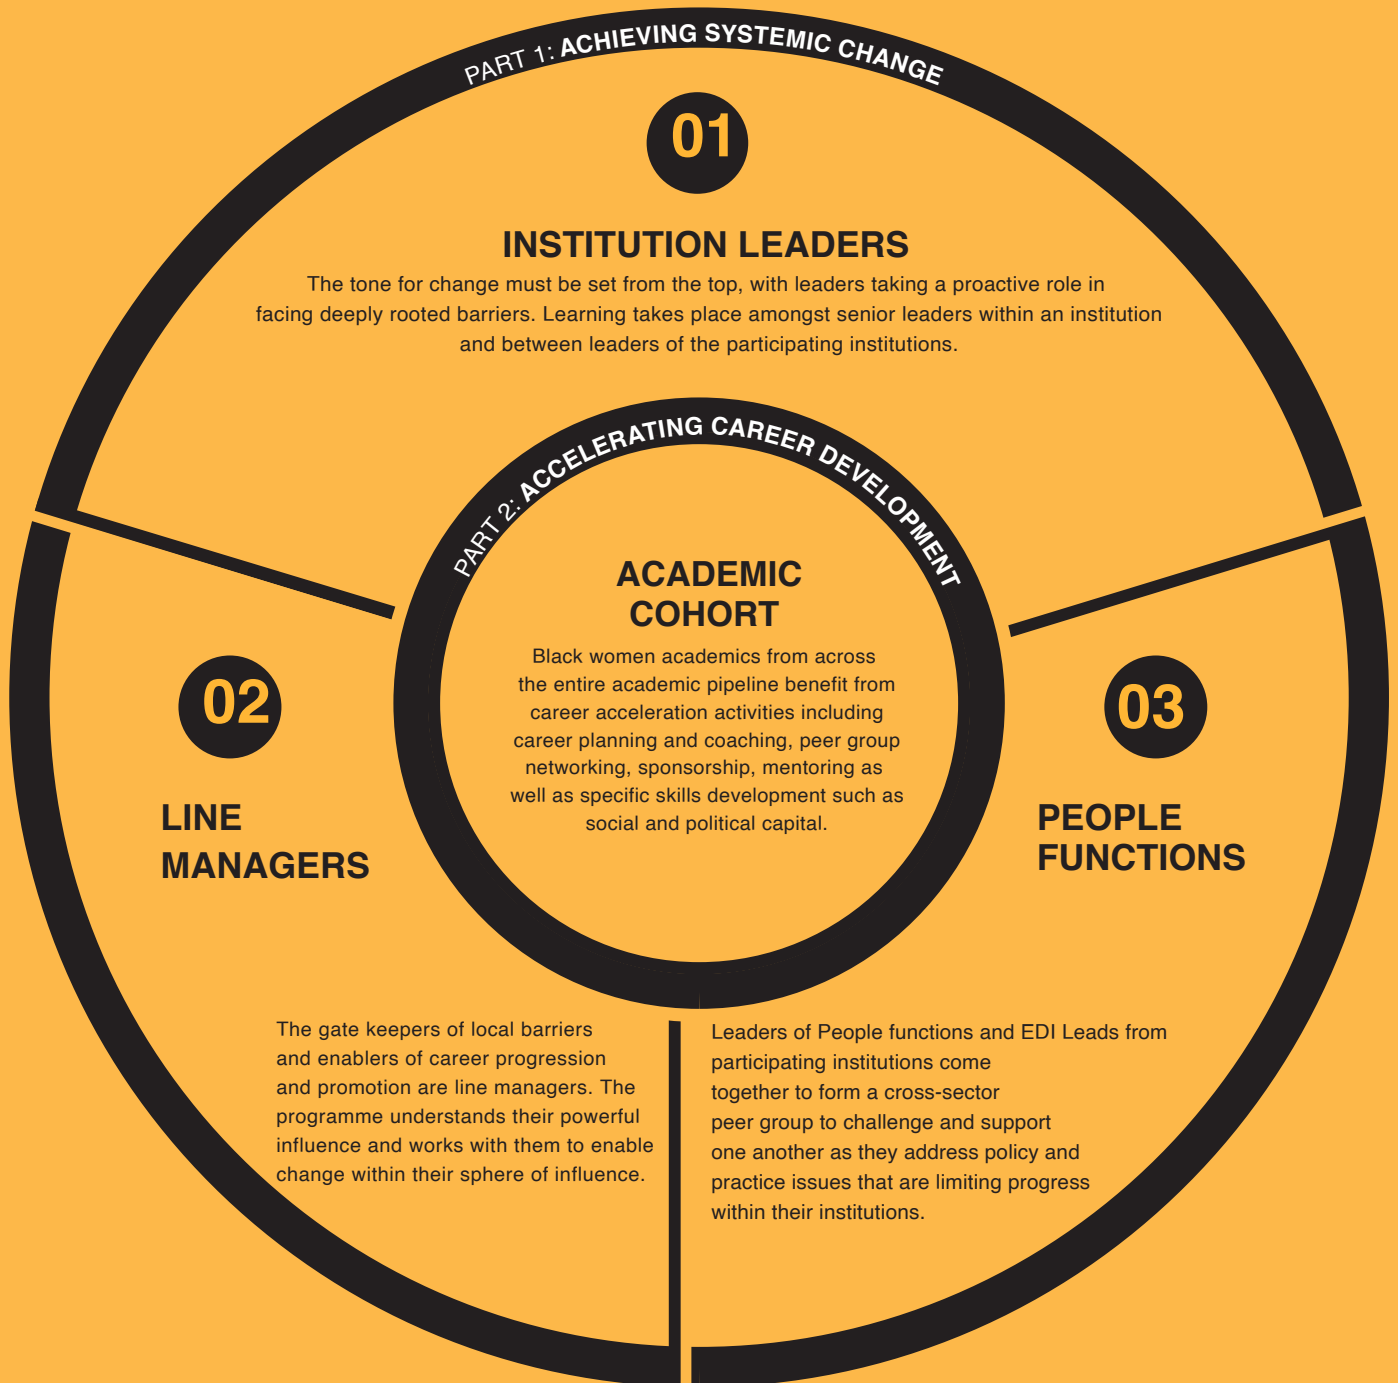 PART 1: ACHIEVING SYSTEMIC CHANGE
01
INSTITUTION LEADERS
The tone for change must be set from the top, with leaders taking a proactive role in
facing deeply rooted barriers. Learning takes place amongst senior leaders within an institution
and between leaders of the participating institutions.
PART 2: ACCELERATING CAREER DEVELOPMENT
ACADEMIC
COHORT
Black women academics from across
the entire academic pipeline benefit from
career acceleration activities including
career planning and coaching, peer group
networking, sponsorship, mentoring as
well as specific skills development such as
social and political capital.
02
LINE
MANAGERS
The gate keepers of local barriers
and enablers of career progression
and promotion are line managers. The
programme understands their powerful
influence and works with them to enable
change within their sphere of influence.
03
PEOPLE
FUNCTIONS
Leaders of People functions and EDI Leads from
participating institutions come
together to form a cross-sector
peer group to challenge and support
one another as they address policy and
practice issues that are limiting progress
within their institutions.